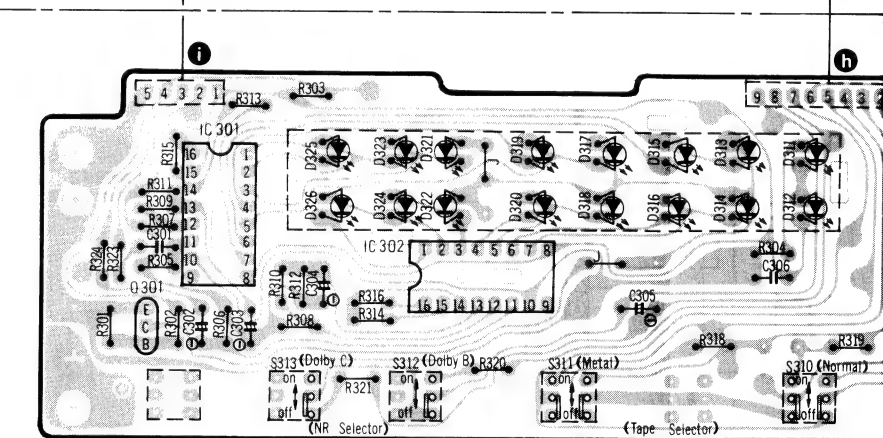 i
h
5 4 3 2 1
R313
R303
9 8 7 6 5 4 3 2
IC301
R315
16 1
15 2
14 3
13 4
12 5
11 6
10 7
9 8
R311
R309
R307
C301
R305
R324
R323
D325
D323
D321
J
D319
D317
D315
D313
D311
D326
D324
D322
D320
D318
D316
D314
D312
IC302
1 2 3 4 5 6 7 8
16 15 14 13 12 11 10 9
J
R304
C306
Q301
E
C
B
R301
R302
C302
R306
C303
R310
R312
C304
R308
R316
R314
C305
R318
R319
S313 (Dolby C)
on
off
R321
S312 (Dolby B)
on
off
R320
S311 (Metal)
on
off
S310 (Normal)
on
off
(NR Selector)
(Tape Selector)